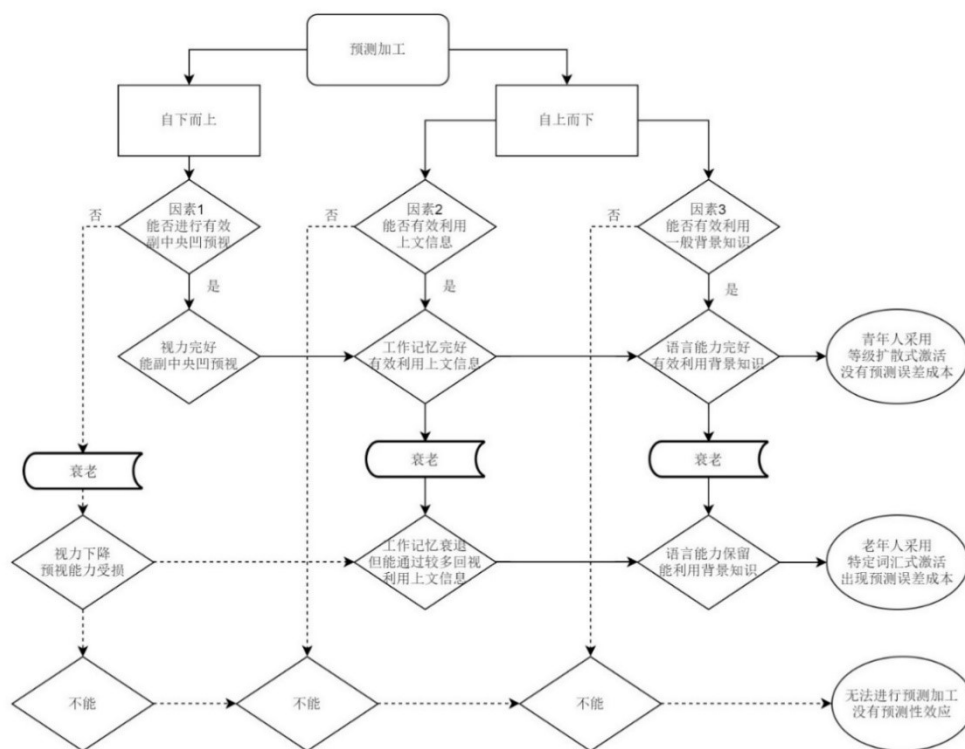 预测加工
自下而上
自上而下
否
因素1
能否进行有效
副中央凹预视
否
因素2
能否有效利用
上文信息
否
因素3
能否有效利用
一般背景知识
是
是
是
视力完好
能副中央凹预视
工作记忆完好
有效利用上文信息
语言能力完好
有效利用背景知识
青年人采用
等级扩散式激活
没有预测误差成本
衰老
衰老
衰老
视力下降
预视能力受损
工作记忆衰退
但能通过较多回视
利用上文信息
语言能力保留
能利用背景知识
老年人采用
特定词汇式激活
出现预测误差成本
不能
不能
不能
无法进行预测加工
没有预测性效应